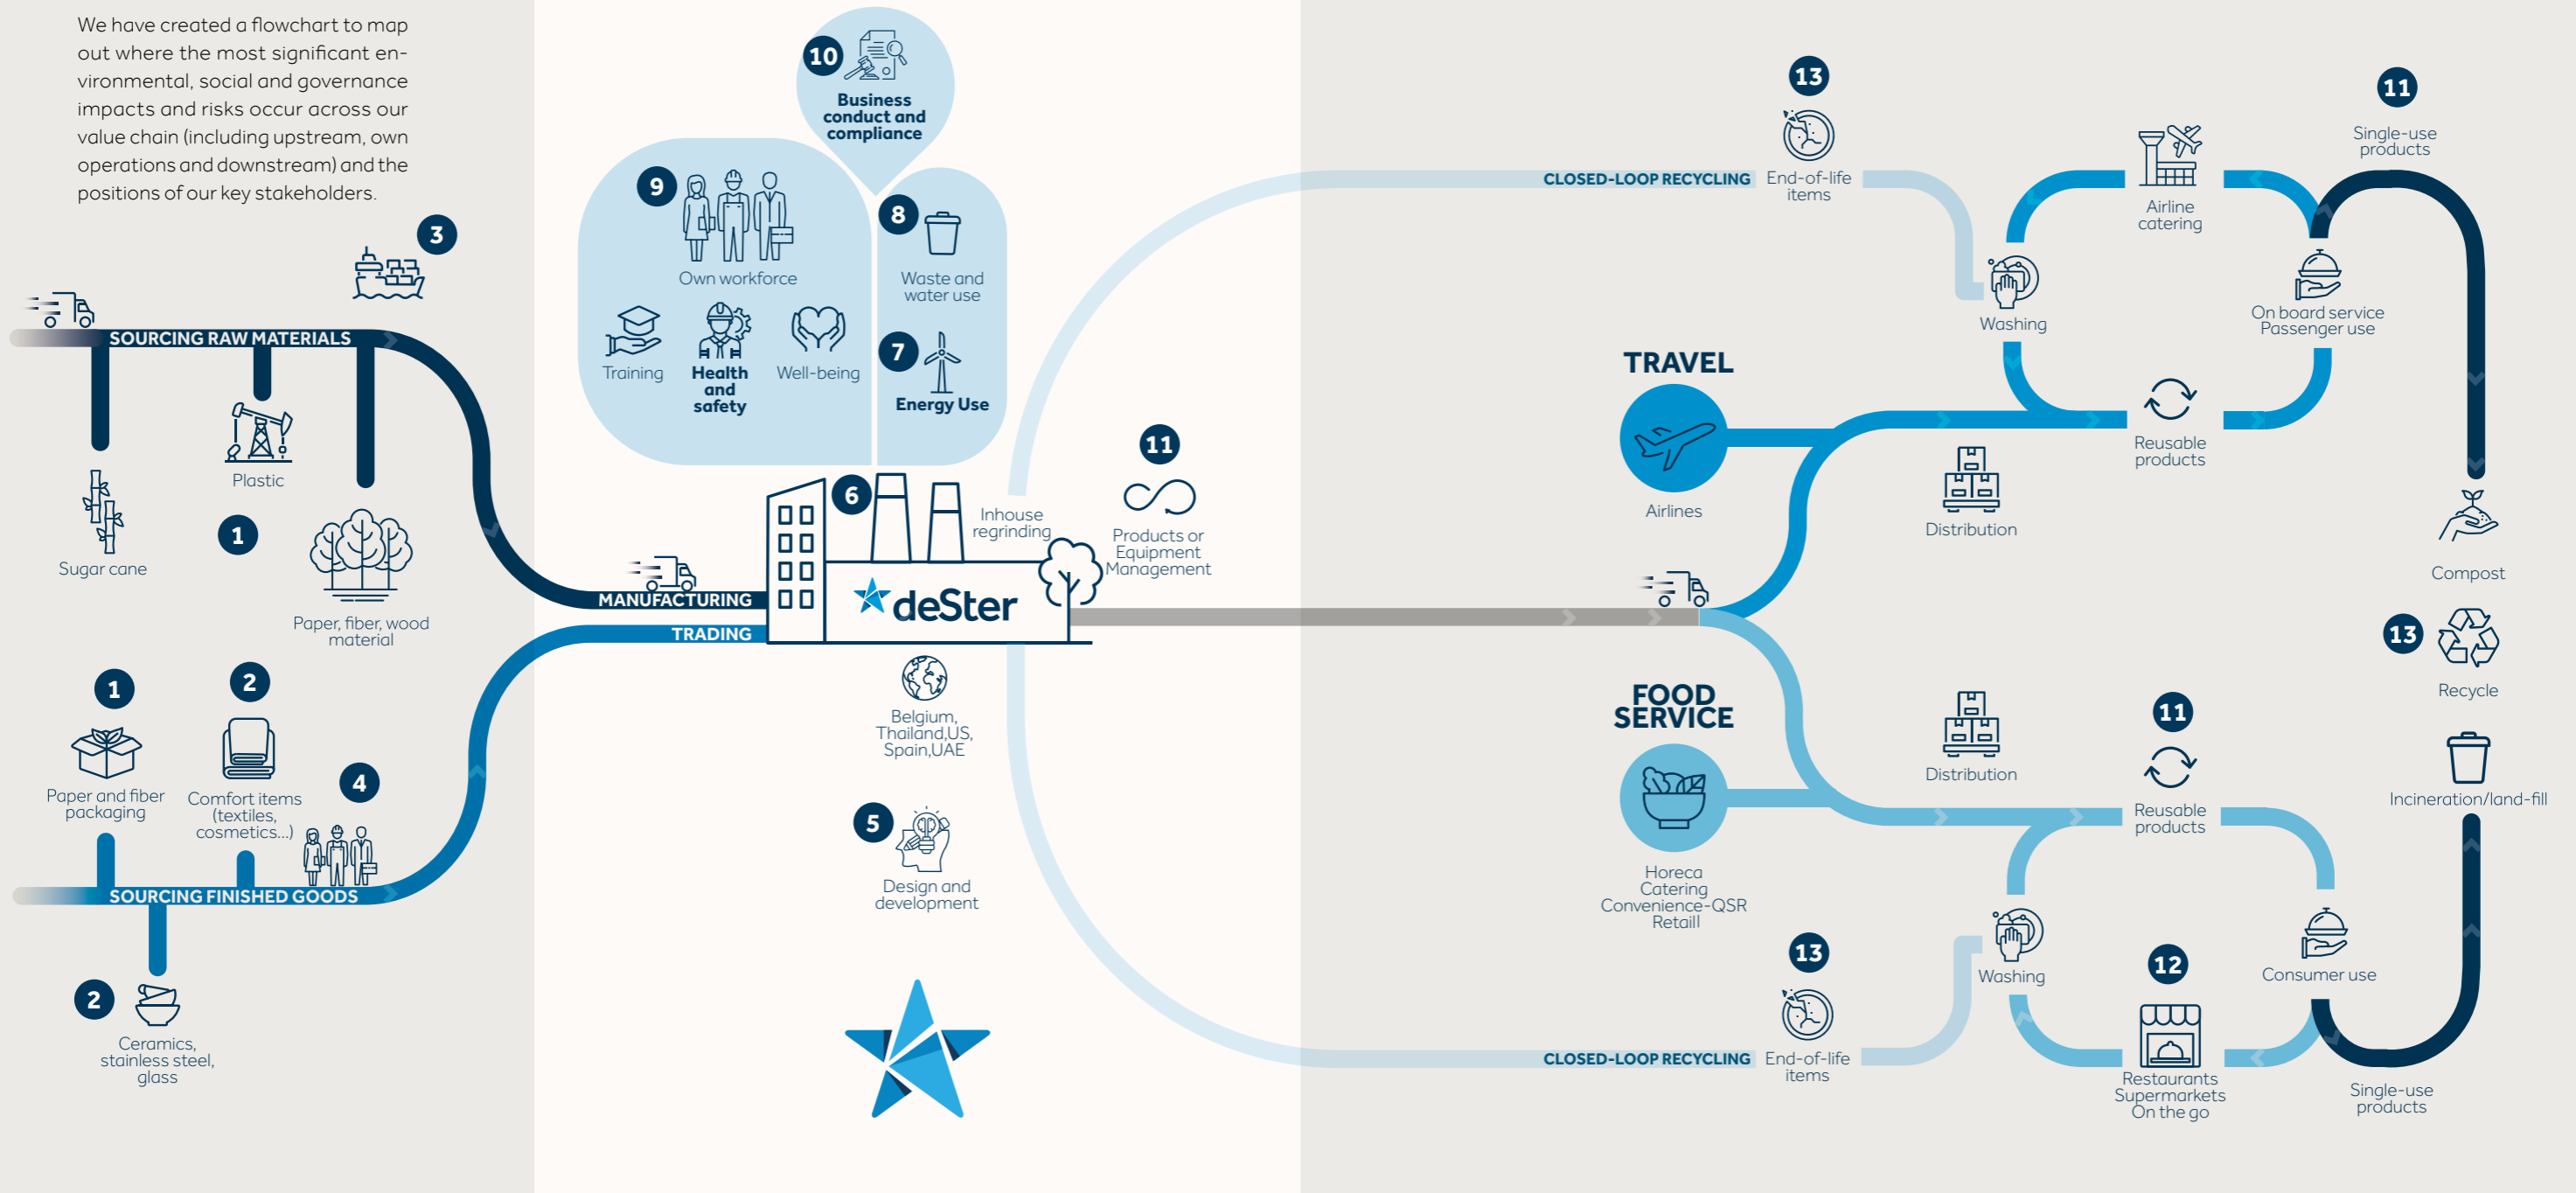 We have created a flowchart to map
out where the most significant en-
vironmental, social and governance
impacts and risks occur across our
value chain (including upstream, own
operations and downstream) and the
positions of our key stakeholders.
3
SOURCING RAW MATERIALS
Sugar cane
Plastic
1
Paper, fiber, wood
material
1
Paper and fiber
packaging
2
Comfort items
(textiles,
cosmetics...)
4
SOURCING FINISHED GOODS
2
Ceramics,
stainless steel,
glass
10
Business
conduct and
compliance
9
Own workforce
Training
Health
and
safety
Well-being
8
Waste and
water use
7
Energy Use
6
Inhouse
regrinding
11
Products or
Equipment
Management
MANUFACTURING
TRADING
deSter
Belgium,
Thailand,US,
Spain,UAE
5
Design and
development
CLOSED-LOOP RECYCLING
13
End-of-life
items
Washing
Airline
catering
11
Single-use
products
On board service
Passenger use
TRAVEL
Airlines
Distribution
Reusable
products
Compost
13
Recycle
Incineration/land-fill
FOOD
SERVICE
Horeca
Catering
Convenience-QSR
Retaill
Distribution
11
Reusable
products
Washing
12
Restaurants
Supermarkets
On the go
Consumer use
Single-use
products
CLOSED-LOOP RECYCLING
13
End-of-life
items